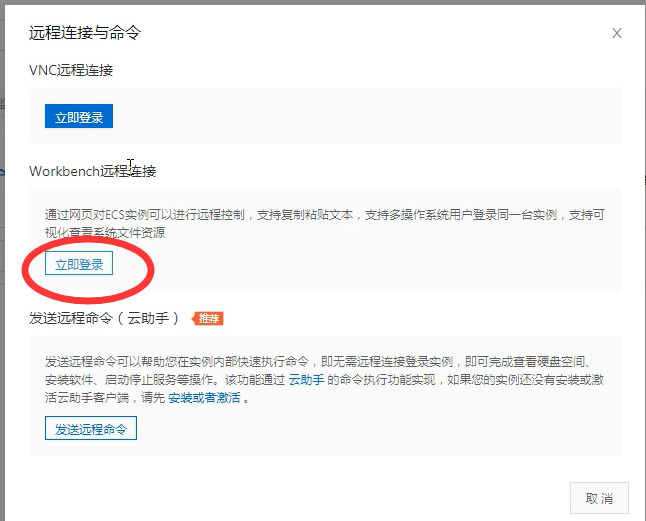 远程连接与命令
VNC远程连接
立即登录
Workbench远程连接
通过网页对ECS实例可以进行远程控制，支持复制粘贴文本，支持多操作系统用户登录同一台实例，支持可
视化查看系统文件资源
立即登录
发送远程命令（云助手） 推荐
发送远程命令可以帮助您在实例内部快速执行命令，即无需远程连接登录实例，即可完成查看硬盘空间、
安装软件、启动停止服务等操作。该功能通过 云助手 的命令执行功能实现，如果您的实例还没有安装或激
活云助手客户端，请先 安装或者激活 。
发送远程命令
取消